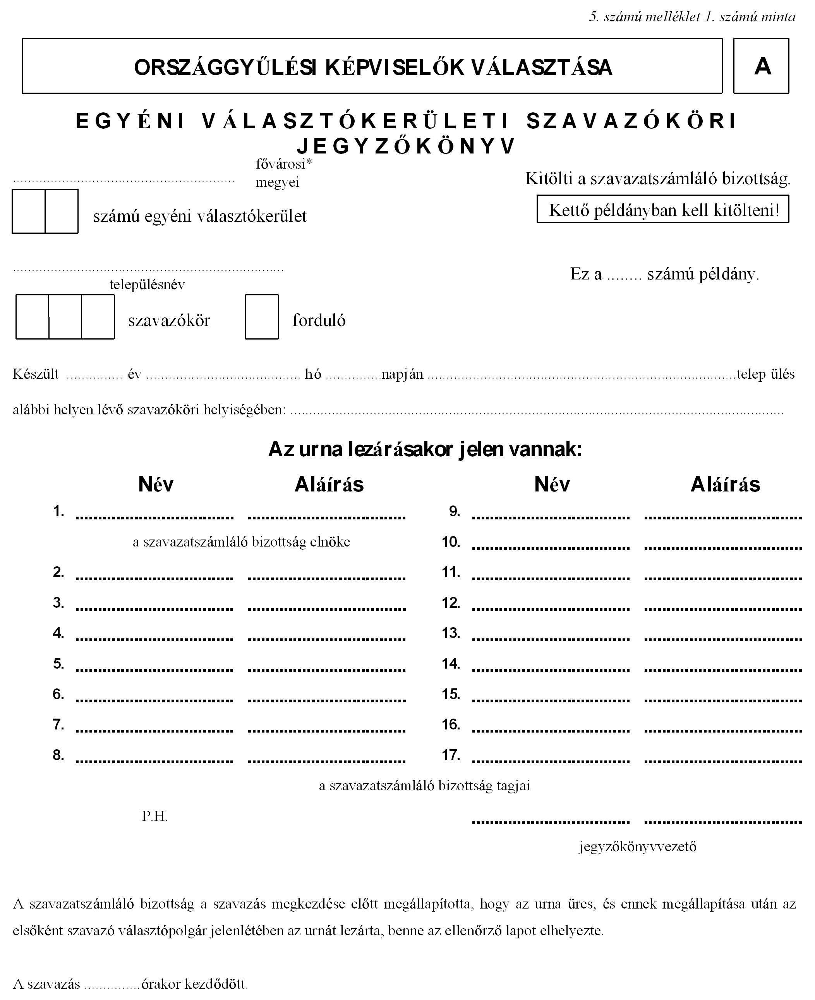 5. számú melléklet 1. számú minta
ORSZÁGGYŰLÉSI KÉPVISELŐK VÁLASZTÁSA
A
EGYÉNI VÁLASZTÓKERÜLETI SZAVAZÓKÖRI
JEGYZŐKÖNYV
fővárosi*
........................................................... megyei
Kitölti a szavazatszámláló bizottság.
számú egyéni választókerület
Kettő példányban kell kitölteni!
........................................................................
Ez a ........ számú példány.
településnév
szavazókör
forduló
Készült ............... év ......................................... hó ...............napján ..................................................................................telep ülés
alábbi helyen lévő szavazóköri helyiségében: ...................................................................................................................................
Az urna lezárásakor jelen vannak:
Név Aláírás Név Aláírás
1. ................................... ................................... 9. ................................... ...................................
a szavazatszámláló bizottság elnöke 10. ................................... ...................................
2. ................................... ................................... 11. ................................... ...................................
3. ................................... ................................... 12. ................................... ...................................
4. ................................... ................................... 13. ................................... ...................................
5. ................................... ................................... 14. ................................... ...................................
6. ................................... ................................... 15. ................................... ...................................
7. ................................... ................................... 16. ................................... ...................................
8. ................................... ................................... 17. ................................... ...................................
a szavazatszámláló bizottság tagjai
P.H. ................................... ...................................
jegyzőkönyvvezető
A szavazatszámláló bizottság a szavazás megkezdése előtt megállapította, hogy az urna üres, és ennek megállapítása után az
elsőként szavazó választópolgár jelenlétében az urnát lezárta, benne az ellenőrző lapot elhelyezte.
A szavazás ...............órakor kezdődött.